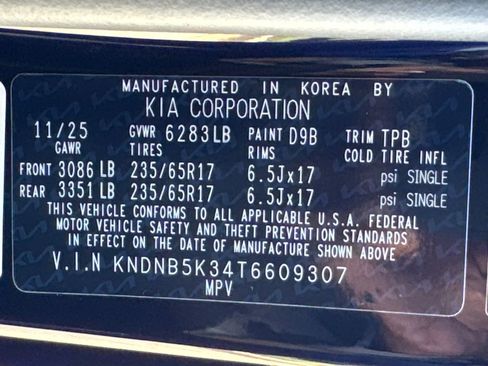 MANUFACTURED IN KOREA BY
KIA CORPORATION
11/25 GVWR 6283LB PAINT D9B TRIM TPB
GAWR TIRES RIMS COLD TIRE INFL
FRONT 3086 LB 235/65R17 6.5Jx17 psi SINGLE
REAR 3351 LB 235/65R17 6.5Jx17 psi SINGLE
THIS VEHICLE CONFORMS TO ALL APPLICABLE U.S.A. FEDERAL
MOTOR VEHICLE SAFETY AND THEFT PREVENTION STANDARDS
IN EFFECT ON THE DATE OF MANUFACTURE SHOWN ABOVE
V.I.N KNDNB5K34T6609307
MPV